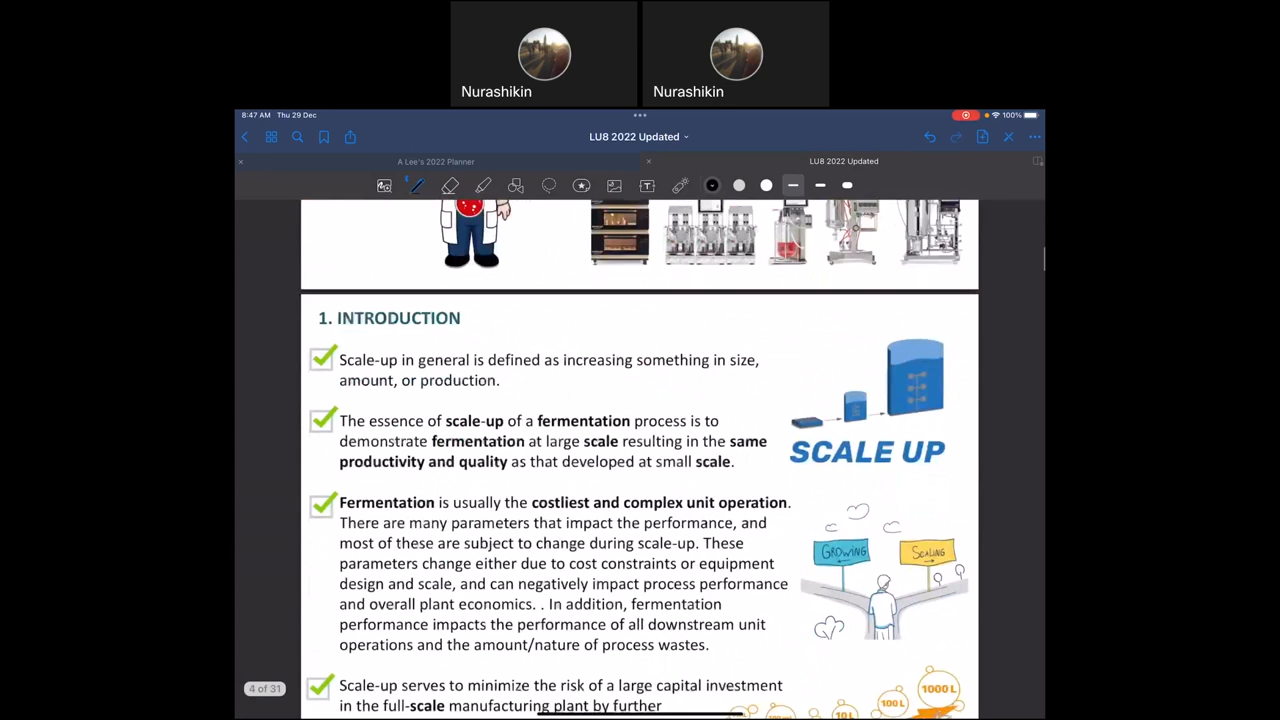 Nurashikin
Nurashikin
8:47 AM Thu 29 Dec
100%
LU8 2022 Updated
A Lee's 2022 Planner
LU8 2022 Updated
1. INTRODUCTION
Scale-up in general is defined as increasing something in size,
amount, or production.
The essence of scale-up of a fermentation process is to
demonstrate fermentation at large scale resulting in the same
productivity and quality as that developed at small scale.
SCALE UP
Fermentation is usually the costliest and complex unit operation.
There are many parameters that impact the performance, and
most of these are subject to change during scale-up. These
parameters change either due to cost constraints or equipment
design and scale, and can negatively impact process performance
and overall plant economics. . In addition, fermentation
performance impacts the performance of all downstream unit
operations and the amount/nature of process wastes.
GROWING
SCALING
4 of 31
Scale-up serves to minimize the risk of a large capital investment
in the full-scale manufacturing plant by further
1000 L
100 L
10 L